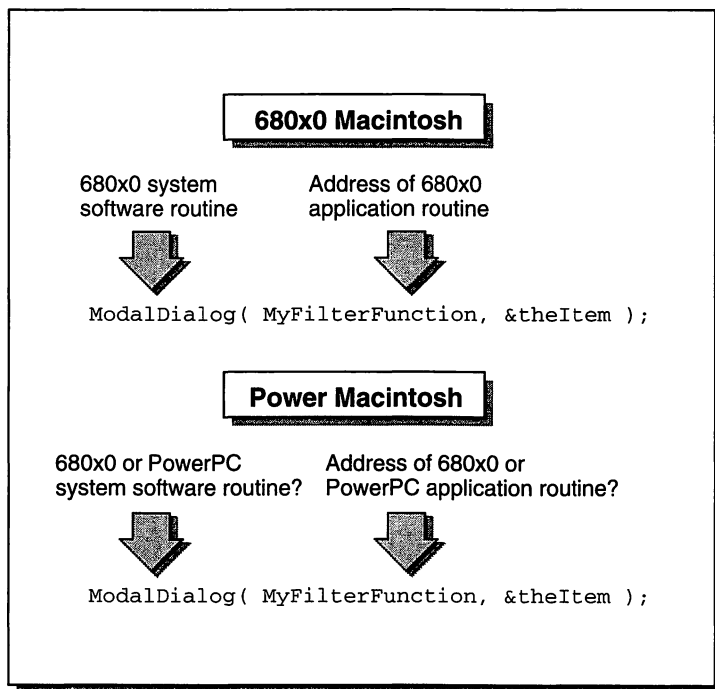 680x0 Macintosh
680x0 system
software routine
Address of 680x0
application routine
ModalDialog( MyFilterFunction, &theItem );
Power Macintosh
680x0 or PowerPC
system software routine?
Address of 680x0 or
PowerPC application routine?
ModalDialog( MyFilterFunction, &theItem );